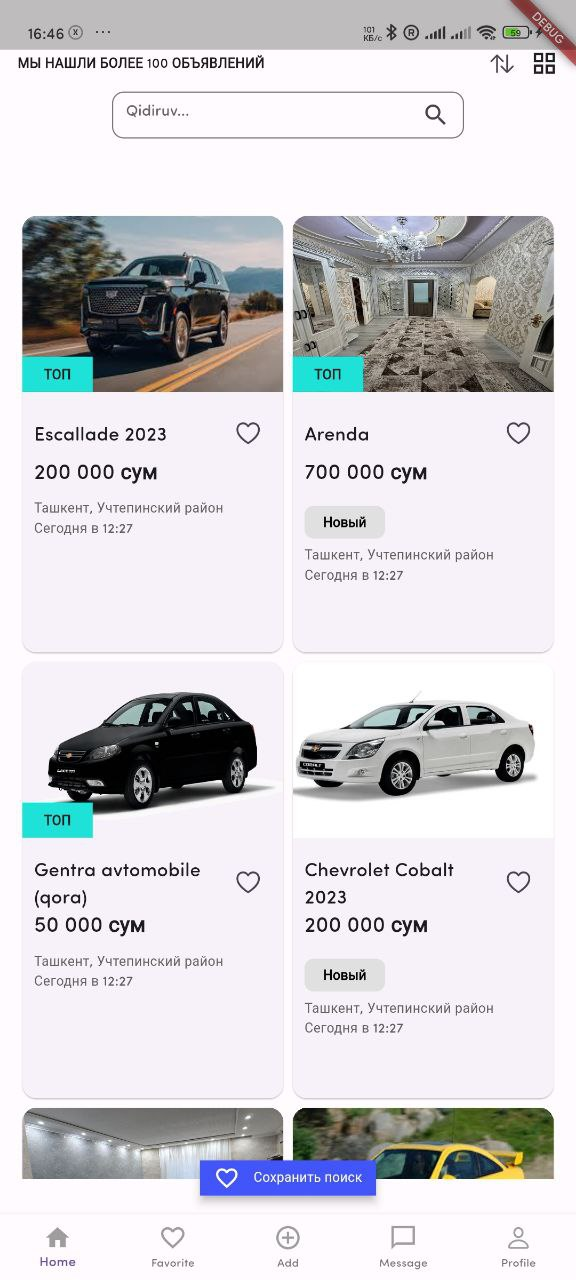 16:46
101
КБ/с
59
DEBUG
МЫ НАШЛИ БОЛЕЕ 100 ОБЪЯВЛЕНИЙ
Qidiruv...
ТОП
ТОП
Escallade 2023
Arenda
200 000 сум
700 000 сум
Ташкент, Учтепинский район
Сегодня в 12:27
Новый
Ташкент, Учтепинский район
Сегодня в 12:27
ТОП
COBALT
Gentra avtomobile
(qora)
Chevrolet Cobalt
2023
50 000 сум
200 000 сум
Ташкент, Учтепинский район
Сегодня в 12:27
Новый
Ташкент, Учтепинский район
Сегодня в 12:27
Сохранить поиск
Home
Favorite
Add
Message
Profile